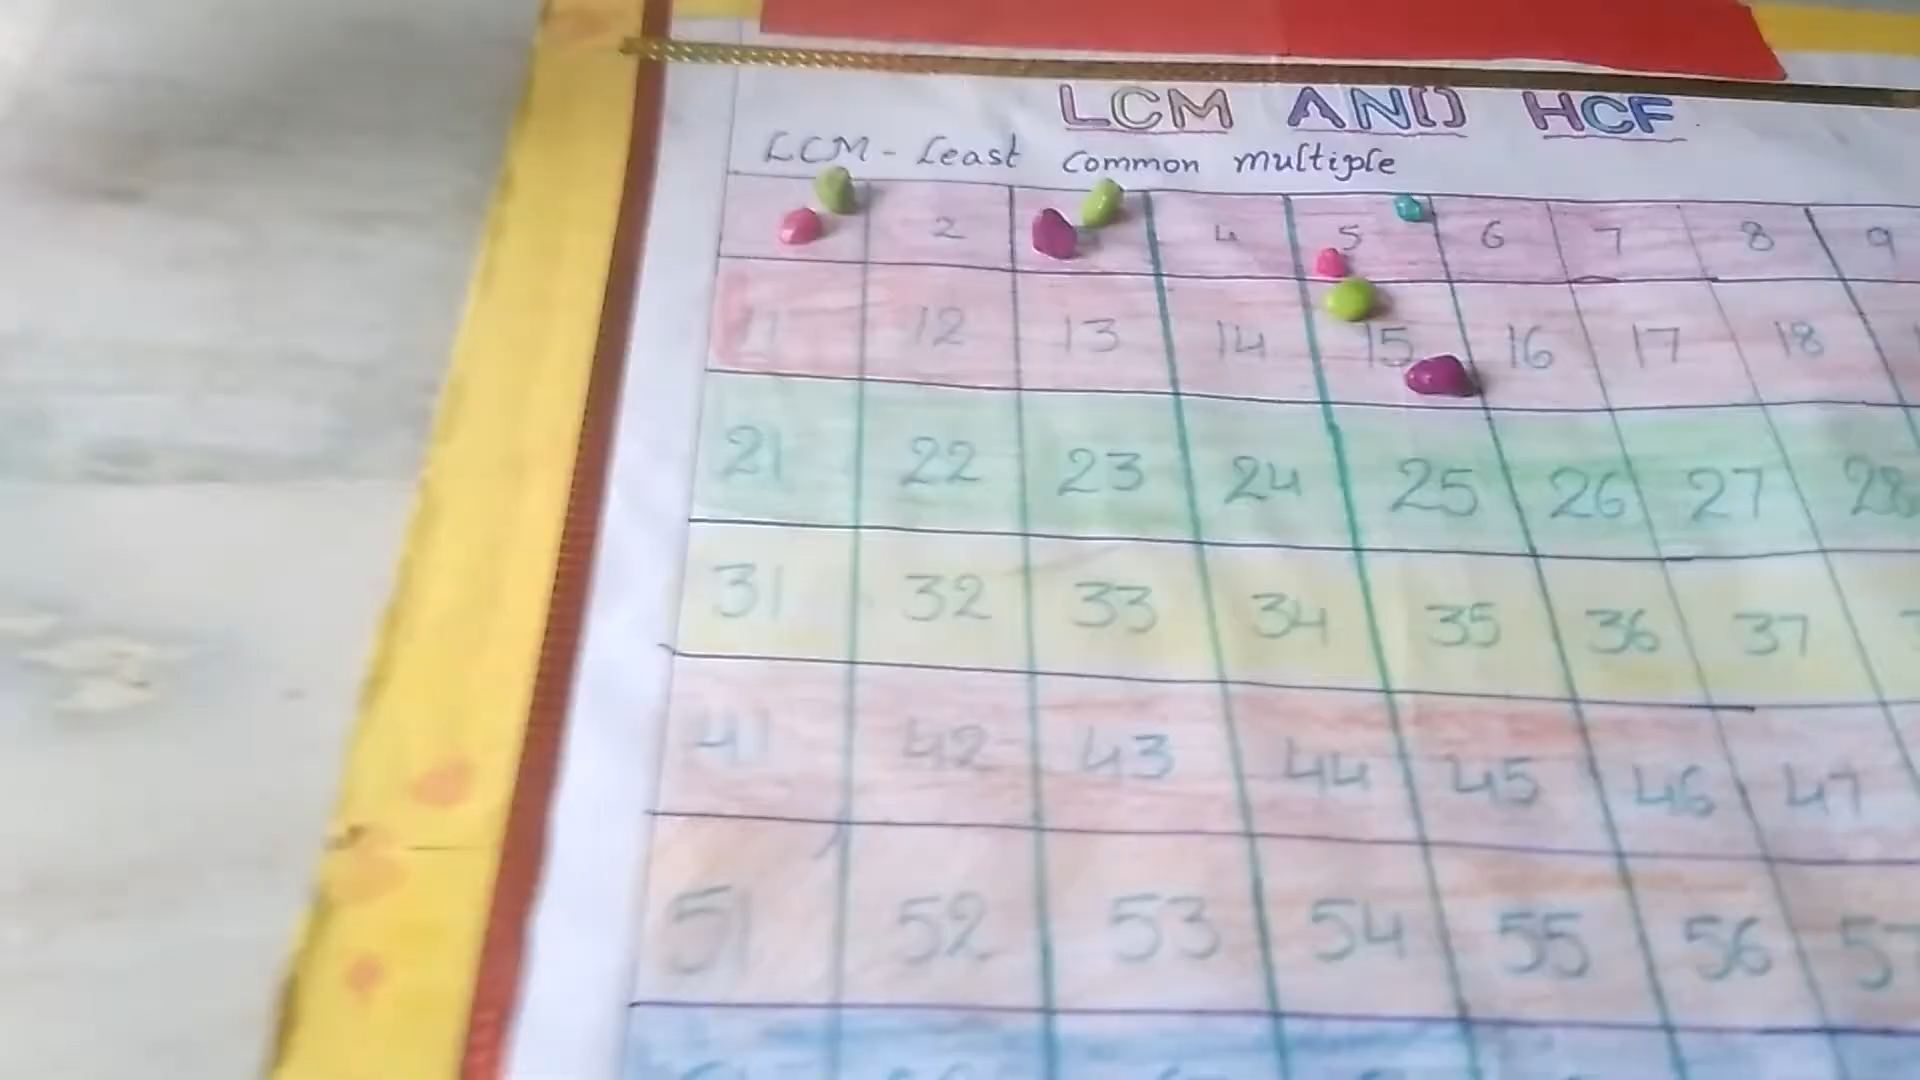 LCM AND HCF
LCM - Least common multiple
2 4 5 6 7 8 9
11 12 13 14 15 16 17 18
21 22 23 24 25 26 27 28
31 32 33 34 35 36 37
41 42 43 44 45 46 47
51 52 53 54 55 56 57